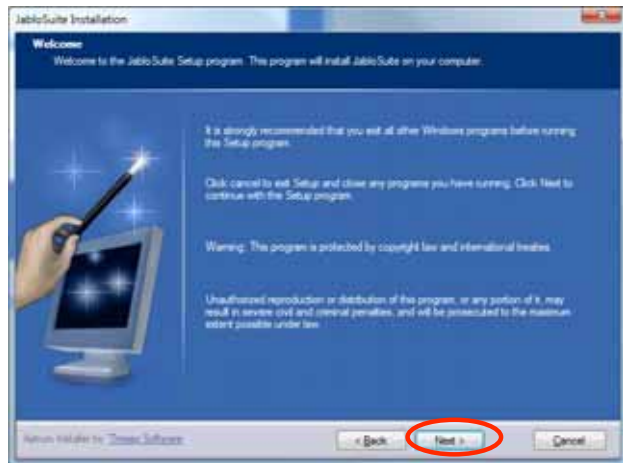 JabloSuite Installation
Welcome
Welcome to the JabloSuite Setup program. This program will install JabloSuite on your computer.
It is strongly recommended that you exit all other Windows programs before running
this Setup program.
Click cancel to exit Setup and close any programs you have running. Click Next to
continue with the Setup program.
Warning: This program is protected by copyright law and international treaties.
Unauthorized reproduction or distribution of this program, or any portion of it, may
result in severe civil and criminal penalties, and will be prosecuted to the maximum
extent possible under law.
Installer by Software
< Back
Next >
Cancel